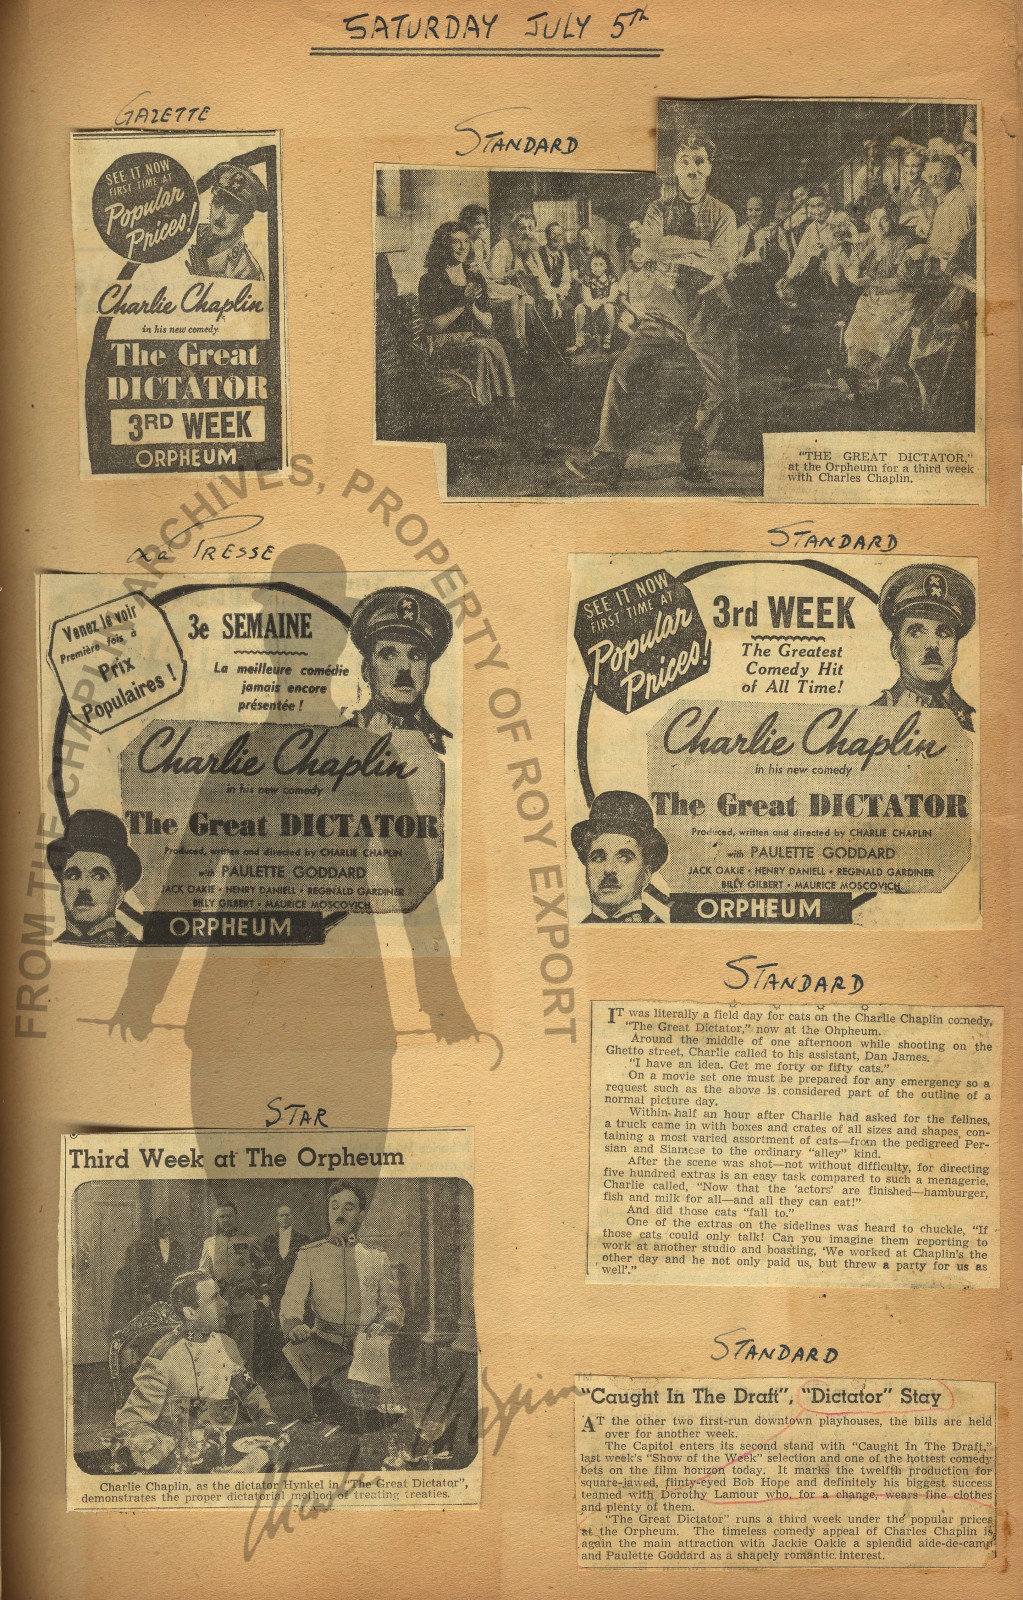 SATURDAY JULY 5th
GAZETTE
SEE IT NOW
FIRST TIME AT
Popular
Prices!
Charlie Chaplin
in his new comedy
The Great
DICTATOR
3RD WEEK
ORPHEUM
STANDARD
"THE GREAT DICTATOR,"
at the Orpheum for a third week
with Charles Chaplin.
La PRESSE
Venez le voir
Première fois à
Prix
Populaires !
3e SEMAINE
La meilleure comédie
jamais encore
présentée !
Charlie Chaplin
in his new comedy
The Great DICTATOR
Produced, written and directed by CHARLIE CHAPLIN
with PAULETTE GODDARD
JACK OAKIE • HENRY DANIELL • REGINALD GARDINER
BILLY GILBERT • MAURICE MOSCOVICH
ORPHEUM
STANDARD
SEE IT NOW
FIRST TIME AT
Popular
Prices!
3rd WEEK
The Greatest
Comedy Hit
of All Time!
Charlie Chaplin
in his new comedy
The Great DICTATOR
Produced, written and directed by CHARLIE CHAPLIN
with PAULETTE GODDARD
JACK OAKIE • HENRY DANIELL • REGINALD GARDINER
BILLY GILBERT • MAURICE MOSCOVICH
ORPHEUM
STANDARD
IT was literally a field day for cats on the Charlie Chaplin comedy,
"The Great Dictator," now at the Ohpheum.
Around the middle of one afternoon while shooting on the
Ghetto street, Charlie called to his assistant, Dan James.
"I have an idea. Get me forty or fifty cats."
On a movie set one must be prepared for any emergency so a
request such as the above is considered part of the outline of a
normal picture day.
Within half an hour after Charlie had asked for the felines,
a truck came in with boxes and crates of all sizes and shapes, con-
taining a most varied assortment of cats—from the pedigreed Per-
sian and Siamese to the ordinary "alley" kind.
After the scene was shot—not without difficulty, for directing
five hundred extras is an easy task compared to such a menagerie,
Charlie called, "Now that the 'actors' are finished—hamburger,
fish and milk for all—and all they can eat!"
And did those cats "fall to."
One of the extras on the sidelines was heard to chuckle, "If
those cats could only talk! Can you imagine them reporting to
work at another studio and boasting, 'We worked at Chaplin's the
other day and he not only paid us, but threw a party for us as
well'."
STAR
Third Week at The Orpheum
Charlie Chaplin, as the dictator Hynkel in "The Great Dictator",
demonstrates the proper dictatorial method of treating treaties.
STANDARD
"Caught In The Draft", "Dictator" Stay
AT the other two first-run downtown playhouses, the bills are held
over for another week.
The Capitol enters its second stand with "Caught In The Draft,"
last week's "Show of the Week" selection and one of the hottest comedy
bets on the film horizon today. It marks the twelfth production for
square-jawed, flinty-eyed Bob Hope and definitely his biggest success
teamed with Dorothy Lamour who, for a change, wears fine clothes
and plenty of them.
"The Great Dictator" runs a third week under the popular prices
at the Orpheum. The timeless comedy appeal of Charles Chaplin is
again the main attraction with Jackie Oakie a splendid aide-de-camp
and Paulette Goddard as a shapely romantic interest.
FROM THE CHAPLIN ARCHIVES, PROPERTY OF ROY EXPORT
Charlie Chaplin™